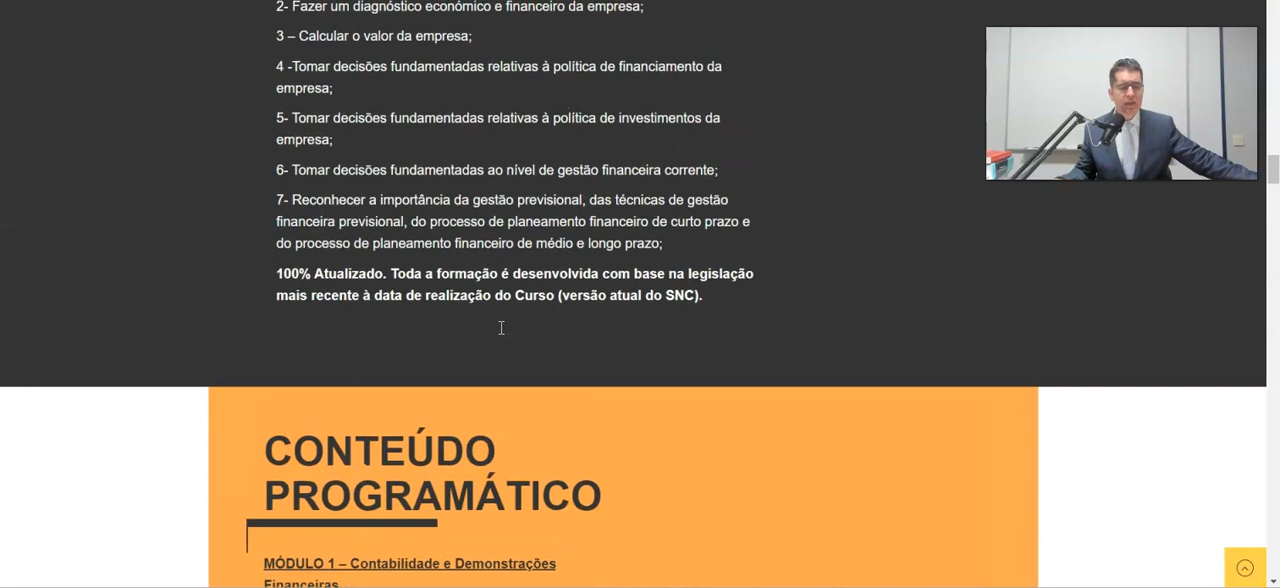 2- Fazer um diagnóstico económico e financeiro da empresa;
3 – Calcular o valor da empresa;
4 -Tomar decisões fundamentadas relativas à política de financiamento da
empresa;
5- Tomar decisões fundamentadas relativas à política de investimentos da
empresa;
6- Tomar decisões fundamentadas ao nível de gestão financeira corrente;
7- Reconhecer a importância da gestão previsional, das técnicas de gestão
financeira previsional, do processo de planeamento financeiro de curto prazo e
do processo de planeamento financeiro de médio e longo prazo;
100% Atualizado. Toda a formação é desenvolvida com base na legislação
mais recente à data de realização do Curso (versão atual do SNC).
CONTEÚDO
PROGRAMÁTICO
MÓDULO 1 – Contabilidade e Demonstrações
Financeiras